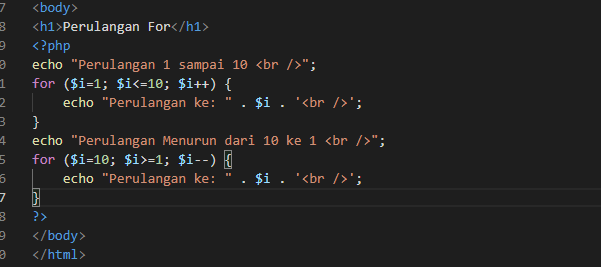 7 <body>
8 <h1>Perulangan For</h1>
9 <?php
0 echo "Perulangan 1 sampai 10 <br />";
1 for ($i=1; $i<=10; $i++) {
2     echo "Perulangan ke: " . $i . '<br />';
3 }
4 echo "Perulangan Menurun dari 10 ke 1 <br />";
5 for ($i=10; $i>=1; $i--) {
6     echo "Perulangan ke: " . $i . '<br />';
7 }
8 ?>
9 </body>
0 </html>